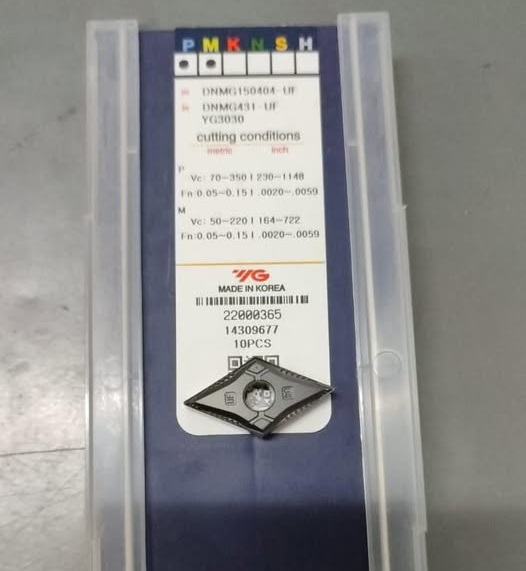 P M K N S H
DNMG150404-UF
DNMG431-UF
YG3030
cutting conditions
metric inch
P
Vc: 70~350 | 230~1148
Fn:0.05~0.15 | .0020~.0059
M
Vc: 50~220 | 164~722
Fn:0.05~0.15 | .0020~.0059
YG
MADE IN KOREA
22000365
14309677
10PCS